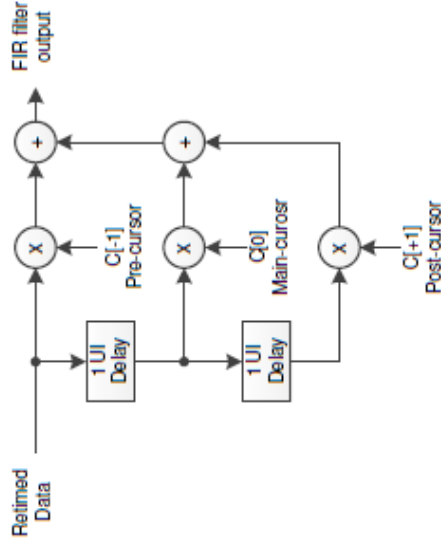 Retimed
Data
1 UI
Delay
1 UI
Delay
X
C[-1]
Pre-cursor
X
C[0]
Main-curosr
X
C[+1]
Post-cursor
+
+
FIR filter
output